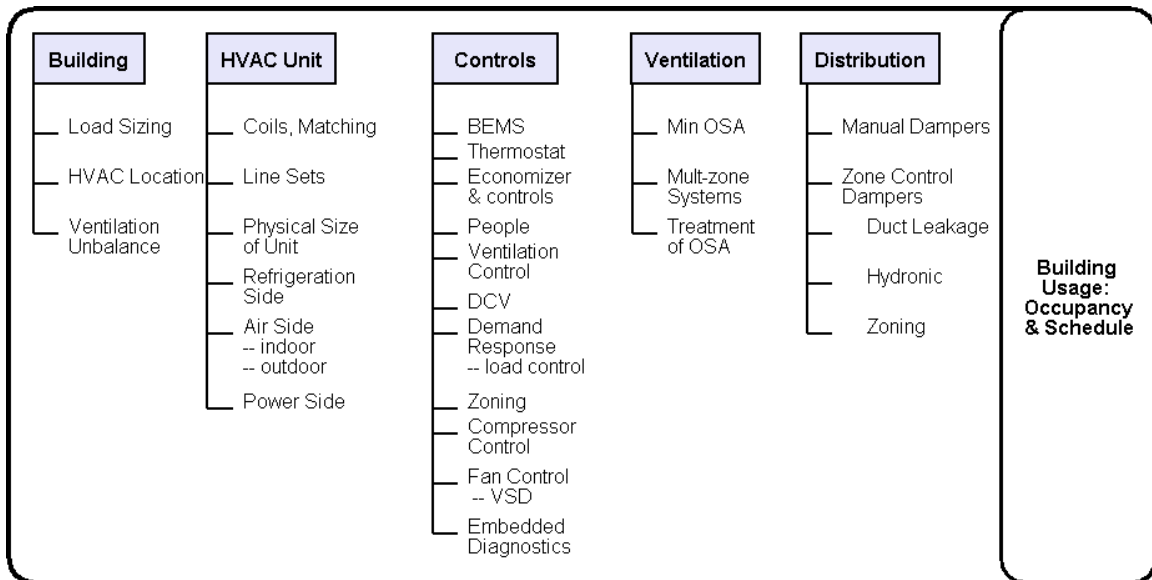 Building
Load Sizing
HVAC Location
Ventilation
Unbalance
HVAC Unit
Coils, Matching
Line Sets
Physical Size
of Unit
Refrigeration
Side
Air Side
-- indoor
-- outdoor
Power Side
Controls
BEMS
Thermostat
Economizer
& controls
People
Ventilation
Control
DCV
Demand
Response
-- load control
Zoning
Compressor
Control
Fan Control
-- VSD
Embedded
Diagnostics
Ventilation
Min OSA
Mult-zone
Systems
Treatment
of OSA
Distribution
Manual Dampers
Zone Control
Dampers
Duct Leakage
Hydronic
Zoning
Building
Usage:
Occupancy
& Schedule